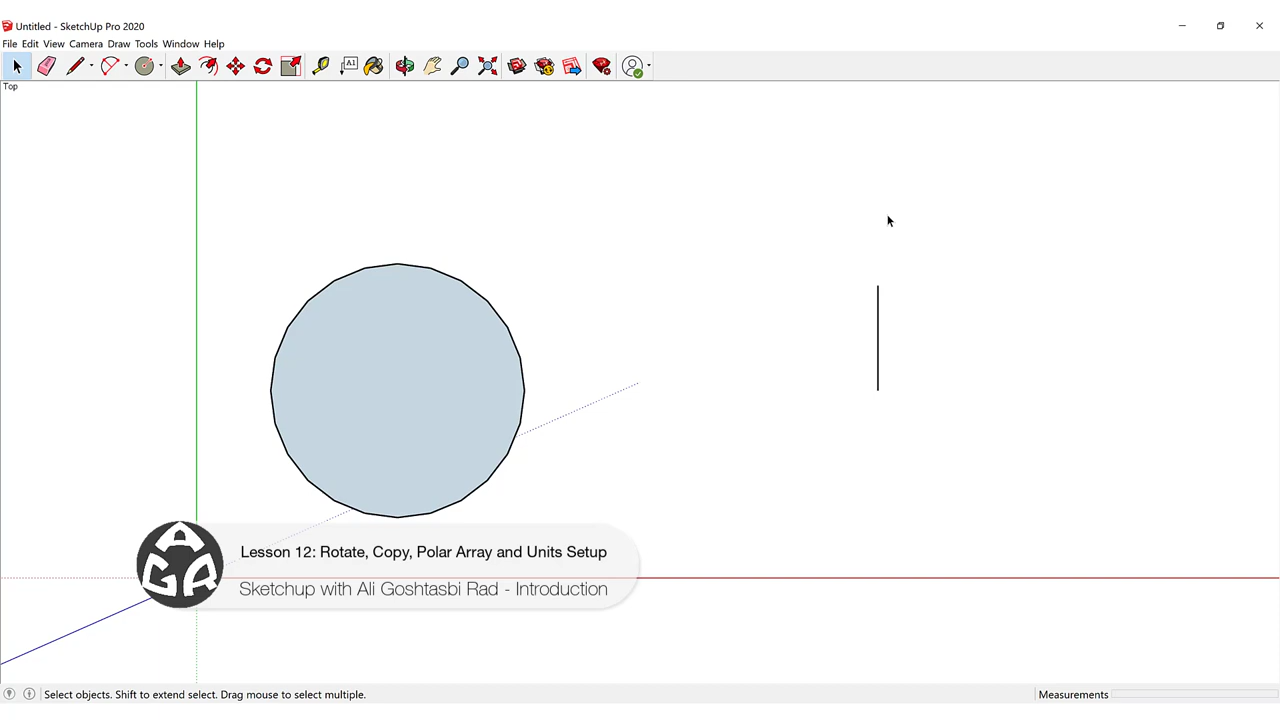 Untitled - SketchUp Pro 2020
File Edit View Camera Draw Tools Window Help
A1
Top
AGR
Lesson 12: Rotate, Copy, Polar Array and Units Setup
Sketchup with Ali Goshtasbi Rad - Introduction
Select objects. Shift to extend select. Drag mouse to select multiple.
Measurements